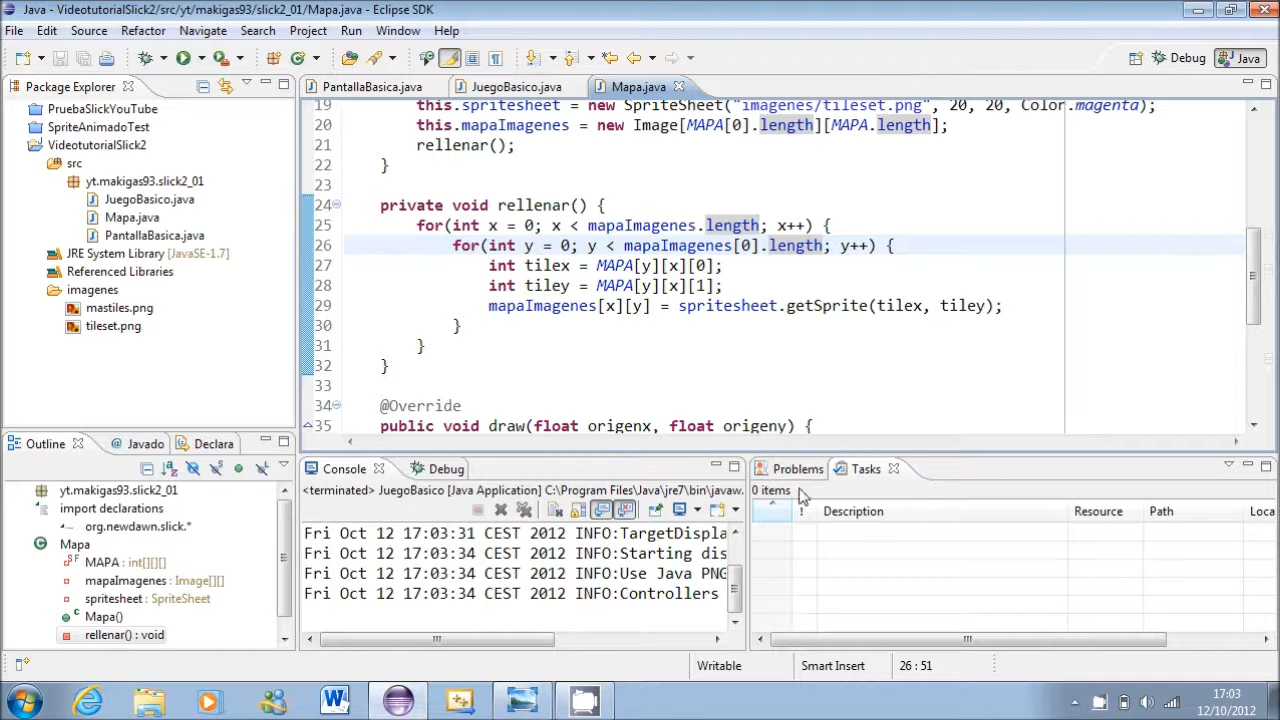 Java - VideotutorialSlick2/src/yt/makigas93/slick2_01/Mapa.java - Eclipse SDK
File Edit Source Refactor Navigate Search Project Run Window Help
Debug Java
Package Explorer
PruebaSlickYouTube
SpriteAnimadoTest
VideotutorialSlick2
src
yt.makigas93.slick2_01
JuegoBasico.java
Mapa.java
PantallaBasica.java
JRE System Library [JavaSE-1.7]
Referenced Libraries
imagenes
mastiles.png
tileset.png
PantallaBasica.java JuegoBasico.java Mapa.java
19 this.spritesheet = new SpriteSheet("imagenes/tileset.png", 20, 20, Color.magenta);
20 this.mapaImagenes = new Image[MAPA[0].length][MAPA.length];
21 rellenar();
22 }
23
24 private void rellenar() {
25 for(int x = 0; x < mapaImagenes.length; x++) {
26 for(int y = 0; y < mapaImagenes[0].length; y++) {
27 int tilex = MAPA[y][x][0];
28 int tiley = MAPA[y][x][1];
29 mapaImagenes[x][y] = spritesheet.getSprite(tilex, tiley);
30 }
31 }
32 }
33
34 @Override
35 public void draw(float origenx, float origeny) {
Outline Javado Declara
yt.makigas93.slick2_01
import declarations
org.newdawn.slick.*
Mapa
MAPA : int[][][]
mapaImagenes : Image[][]
spritesheet : SpriteSheet
Mapa()
rellenar() : void
Console Debug
<terminated> JuegoBasico [Java Application] C:\Program Files\Java\jre7\bin\javaw.
Fri Oct 12 17:03:31 CEST 2012 INFO:TargetDispla
Fri Oct 12 17:03:34 CEST 2012 INFO:Starting dis
Fri Oct 12 17:03:34 CEST 2012 INFO:Use Java PNG
Fri Oct 12 17:03:34 CEST 2012 INFO:Controllers
Problems Tasks
0 items
! Description Resource Path Loca
Writable Smart Insert 26 : 51
17:03
12/10/2012